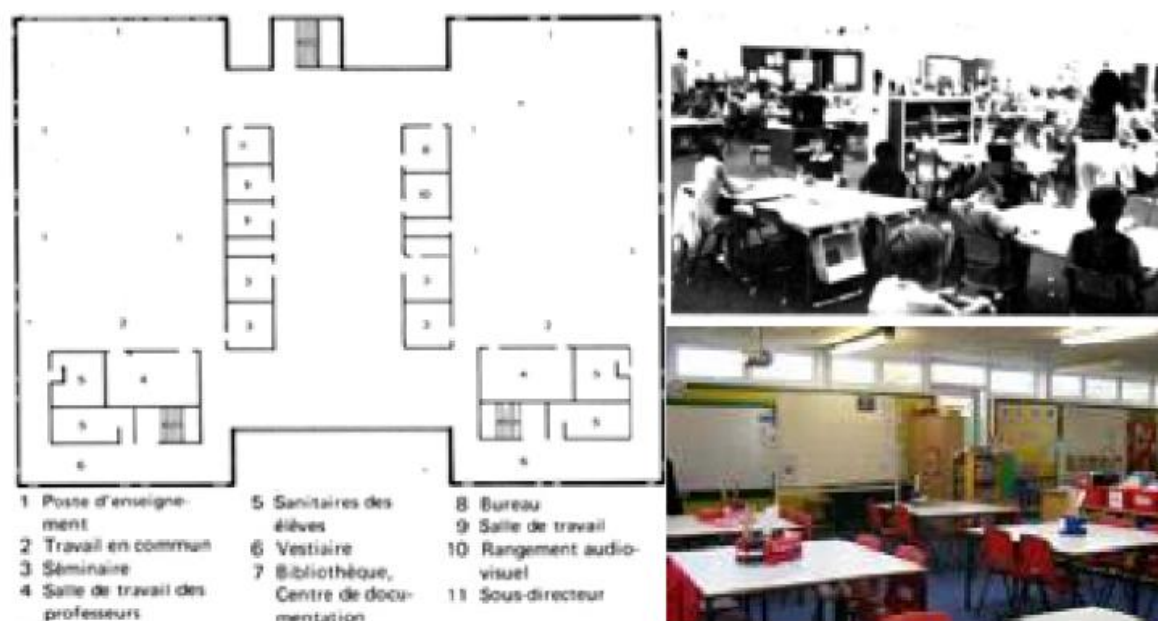 1 Poste d'enseigne-
ment
2 Travail en commun
3 Séminaire
4 Salle de travail des
professeurs
5 Sanitaires des
élèves
6 Vestiaire
7 Bibliothèque,
Centre de docu-
mentation
8 Bureau
9 Salle de travail
10 Rangement audio-
visuel
11 Sous-directeur